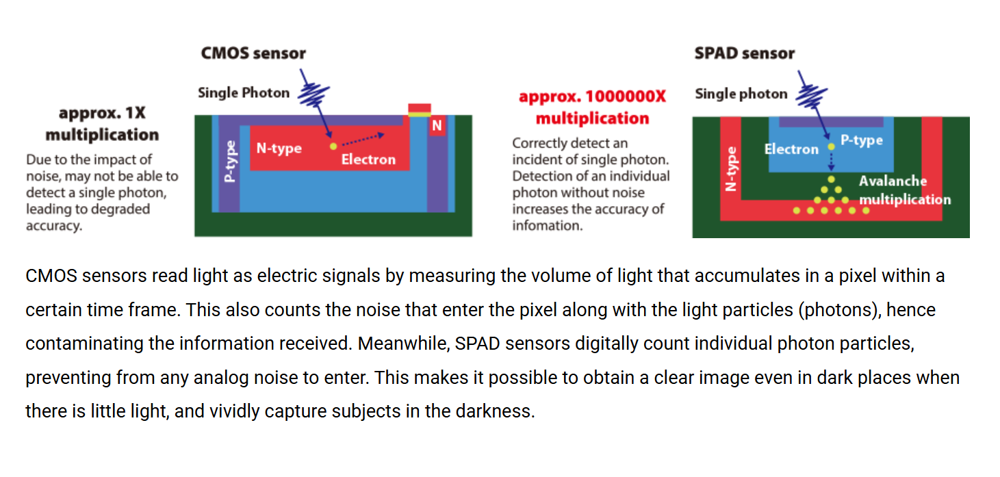 CMOS sensor
Single Photon
approx. 1X
multiplication
Due to the impact of
noise, may not be able to
detect a single photon,
leading to degraded
accuracy.
P-type
N-type
Electron
N
SPAD sensor
Single photon
approx. 1000000X
multiplication
Correctly detect an
incident of single photon.
Detection of an individual
photon without noise
increases the accuracy of
infomation.
N-type
Electron
P-type
Avalanche
multiplication
CMOS sensors read light as electric signals by measuring the volume of light that accumulates in a pixel within a
certain time frame. This also counts the noise that enter the pixel along with the light particles (photons), hence
contaminating the information received. Meanwhile, SPAD sensors digitally count individual photon particles,
preventing from any analog noise to enter. This makes it possible to obtain a clear image even in dark places when
there is little light, and vividly capture subjects in the darkness.